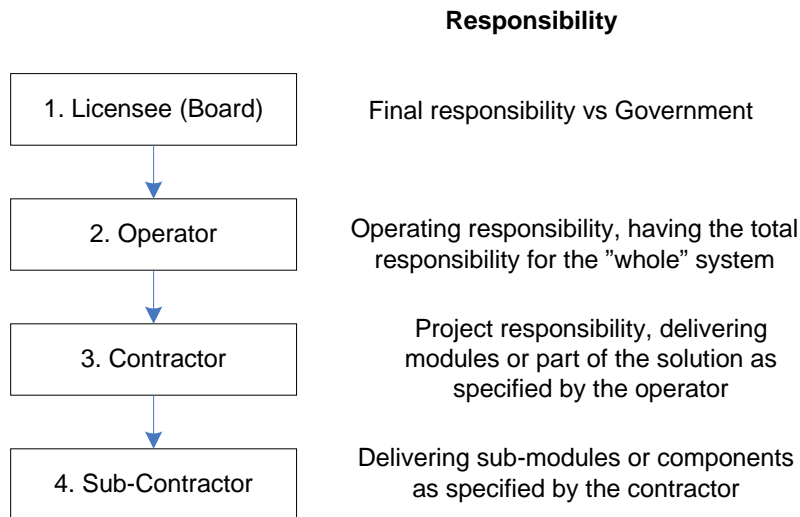 Responsibility
1. Licensee (Board)
Final responsibility vs Government
2. Operator
Operating responsibility, having the total
responsibility for the ”whole” system
3. Contractor
Project responsibility, delivering
modules or part of the solution as
specified by the operator
4. Sub-Contractor
Delivering sub-modules or components
as specified by the contractor